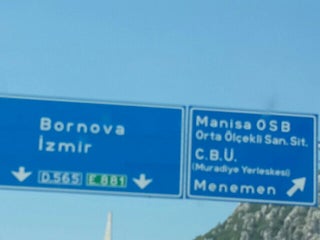 Bornova
İzmir
D.565 E 881
Manisa OSB
Orta Ölçekli San. Sit.
C.B.Ü.
(Muradiye Yerleskesi)
Menemen